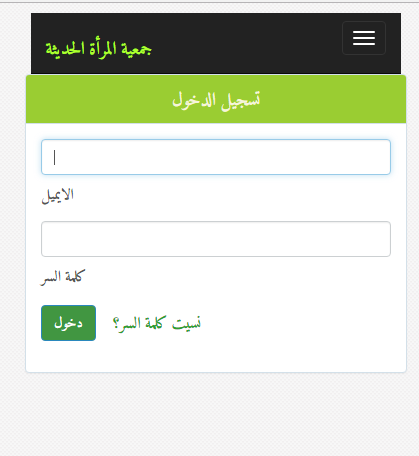 جمعية المرأة الحديثة
تسجيل الدخول
الايميل
كلمة السر
دخول
نسيت كلمة السر؟